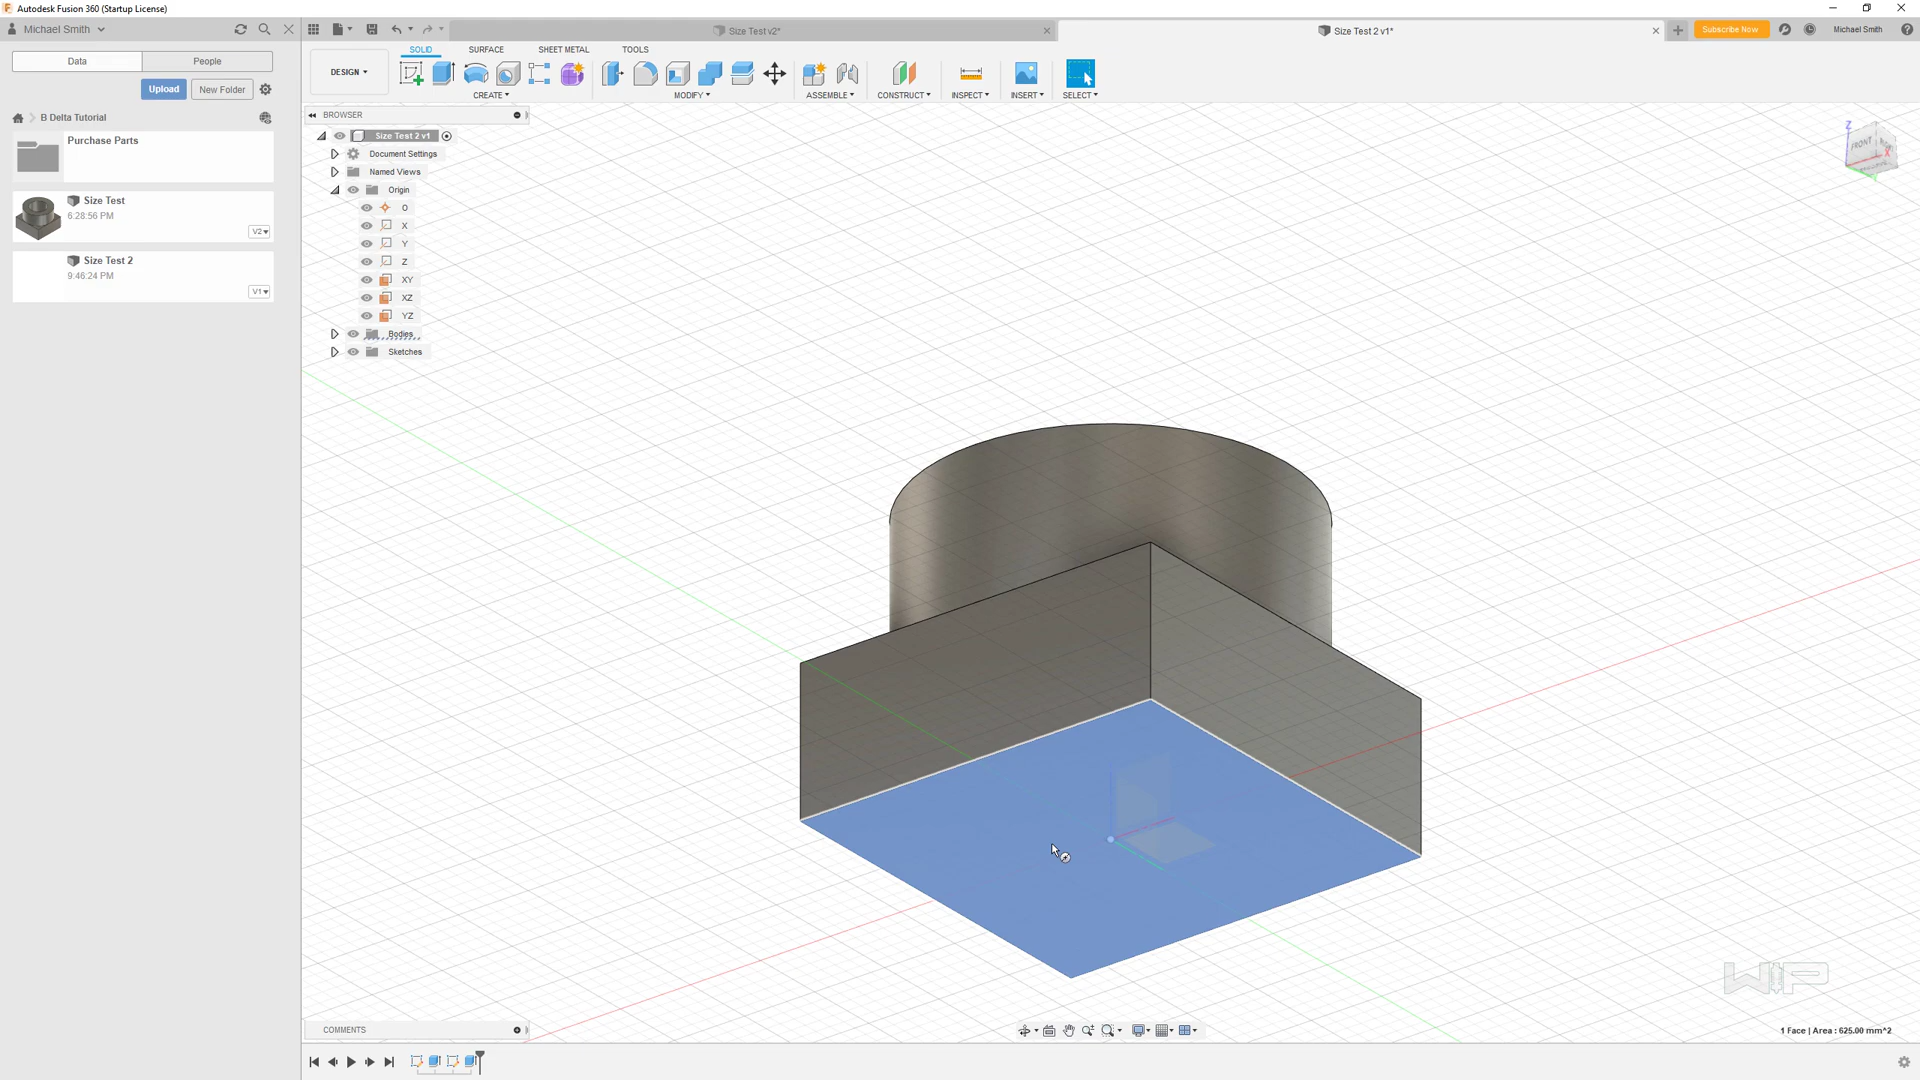 Autodesk Fusion 360 (Startup License)
Michael Smith
Size Test v2*
Size Test 2 v1*
Subscribe Now
Michael Smith
Data
People
SOLID
SURFACE
SHEET METAL
TOOLS
DESIGN
Upload
New Folder
CREATE
MODIFY
ASSEMBLE
CONSTRUCT
INSPECT
INSERT
SELECT
B Delta Tutorial
BROWSER
Purchase Parts
Size Test 2 v1
Document Settings
Named Views
Origin
O
X
Y
Z
XY
XZ
YZ
Bodies
Sketches
Size Test
6:28:56 PM
V2
Size Test 2
9:46:24 PM
V1
Z
FRONT
X
WIP
COMMENTS
1 Face | Area : 625.00 mm^2